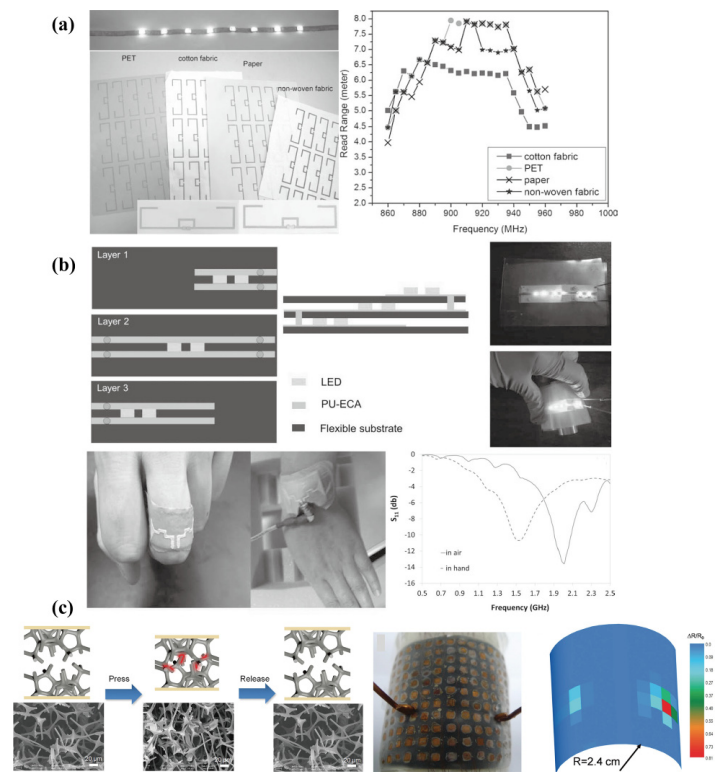 (a)
PET
cotton fabric
Paper
non-woven fabric
Read Range (meter)
8.0
7.5
7.0
6.5
6.0
5.5
5.0
4.5
4.0
3.5
3.0
2.5
2.0
cotton fabric
PET
paper
non-woven fabric
860 880 900 920 940 960 980 1000
Frequency (MHz)
(b)
Layer 1
Layer 2
Layer 3
LED
PU-ECA
Flexible substrate
S11 (db)
0
-2
-4
-6
-8
-10
-12
-14
-16
in air
in hand
0.5 0.7 0.9 1.1 1.3 1.5 1.7 1.9 2.1 2.3 2.5
Frequency (GHz)
(c)
Press
Release
20 µm
20 µm
20 µm
ΔR/R0
R=2.4 cm